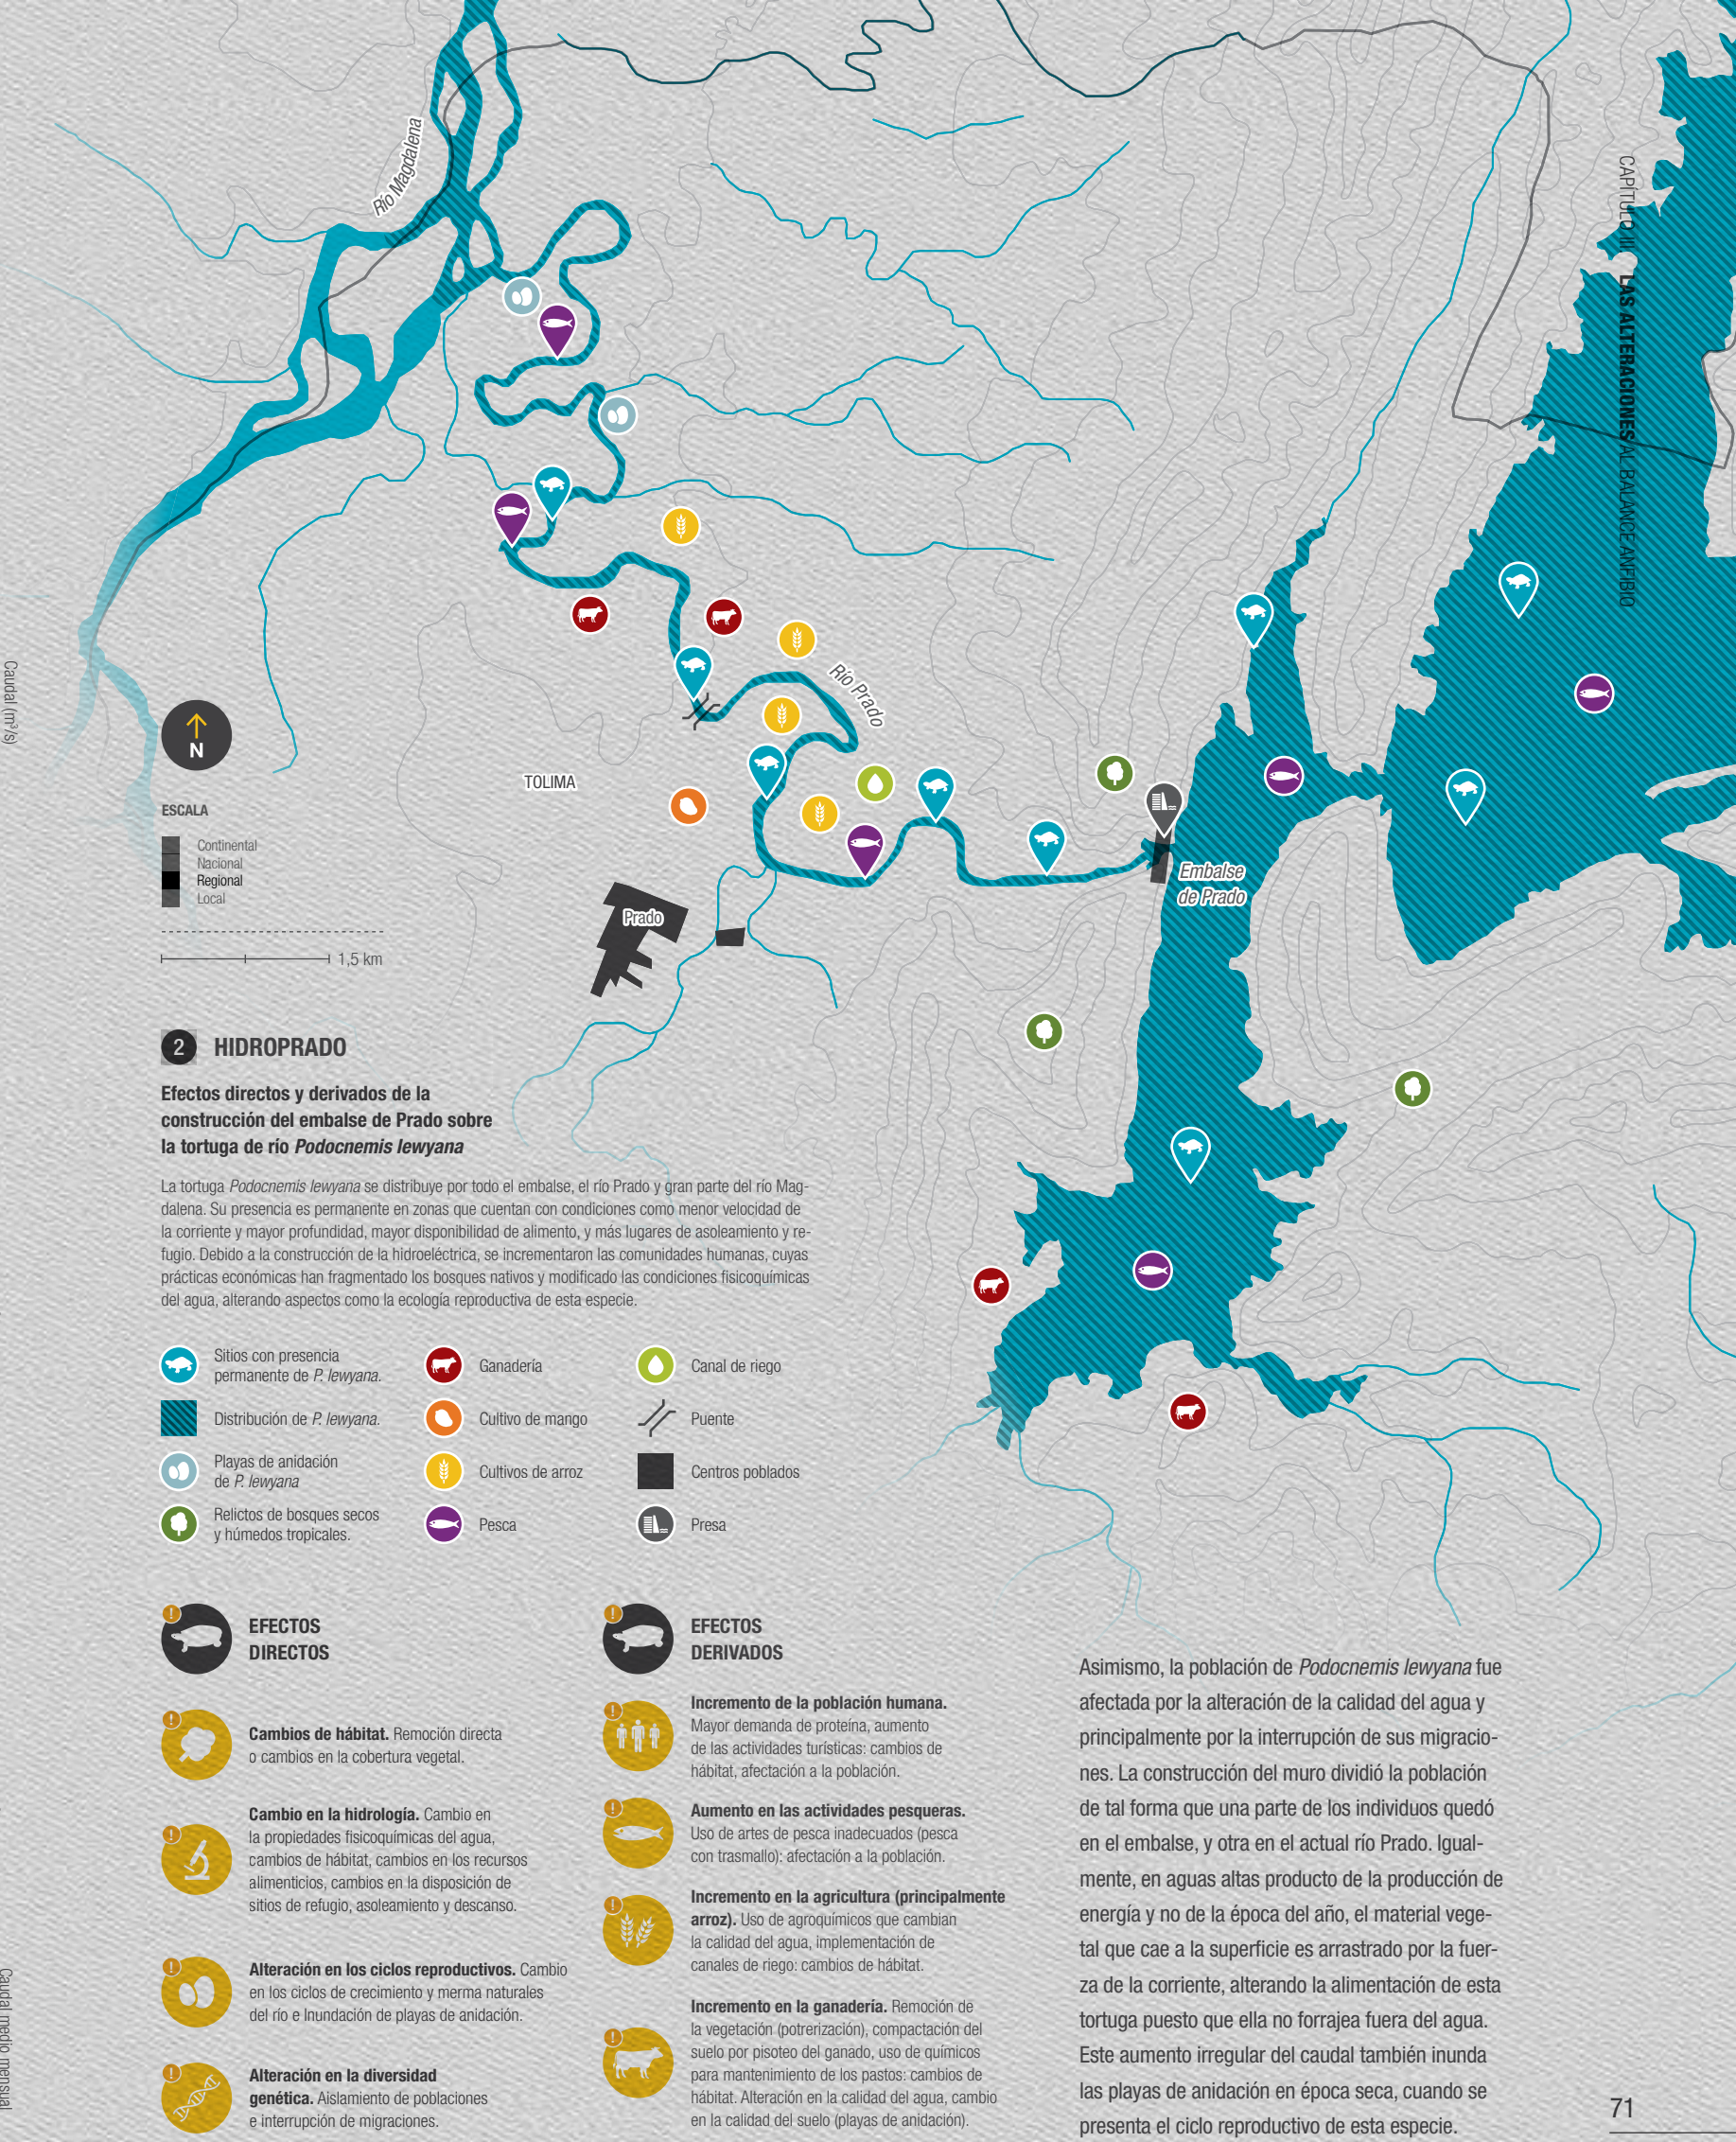 Río Magdalena
CAPÍTULO III   LAS ALTERACIONES AL BALANCE ANFIBIO
Caudal (m³/s)
Río Prado
N
TOLIMA
ESCALA
Continental
Nacional
Regional
Local
1,5 km
Prado
Embalse
de Prado
2 HIDROPRADO
Efectos directos y derivados de la
construcción del embalse de Prado sobre
la tortuga de río Podocnemis lewyana
La tortuga Podocnemis lewyana se distribuye por todo el embalse, el río Prado y gran parte del río Mag-
dalena. Su presencia es permanente en zonas que cuentan con condiciones como menor velocidad de
la corriente y mayor profundidad, mayor disponibilidad de alimento, y más lugares de asoleamiento y re-
fugio. Debido a la construcción de la hidroeléctrica, se incrementaron las comunidades humanas, cuyas
prácticas económicas han fragmentado los bosques nativos y modificado las condiciones fisicoquímicas
del agua, alterando aspectos como la ecología reproductiva de esta especie.
Sitios con presencia
permanente de P. lewyana.
Distribución de P. lewyana.
Playas de anidación
de P. lewyana
Relictos de bosques secos
y húmedos tropicales.
Ganadería
Cultivo de mango
Cultivos de arroz
Pesca
Canal de riego
Puente
Centros poblados
Presa
EFECTOS
DIRECTOS
Cambios de hábitat. Remoción directa
o cambios en la cobertura vegetal.
Cambio en la hidrología. Cambio en
la propiedades fisicoquímicas del agua,
cambios de hábitat, cambios en los recursos
alimenticios, cambios en la disposición de
sitios de refugio, asoleamiento y descanso.
Alteración en los ciclos reproductivos. Cambio
en los ciclos de crecimiento y merma naturales
del río e Inundación de playas de anidación.
Alteración en la diversidad
genética. Aislamiento de poblaciones
e interrupción de migraciones.
EFECTOS
DERIVADOS
Incremento de la población humana.
Mayor demanda de proteína, aumento
de las actividades turísticas: cambios de
hábitat, afectación a la población.
Aumento en las actividades pesqueras.
Uso de artes de pesca inadecuados (pesca
con trasmallo): afectación a la población.
Incremento en la agricultura (principalmente
arroz). Uso de agroquímicos que cambian
la calidad del agua, implementación de
canales de riego: cambios de hábitat.
Incremento en la ganadería. Remoción de
la vegetación (potrerización), compactación del
suelo por pisoteo del ganado, uso de químicos
para mantenimiento de los pastos: cambios de
hábitat. Alteración en la calidad del agua, cambio
en la calidad del suelo (playas de anidación).
Asimismo, la población de Podocnemis lewyana fue
afectada por la alteración de la calidad del agua y
principalmente por la interrupción de sus migracio-
nes. La construcción del muro dividió la población
de tal forma que una parte de los individuos quedó
en el embalse, y otra en el actual río Prado. Igual-
mente, en aguas altas producto de la producción de
energía y no de la época del año, el material vege-
tal que cae a la superficie es arrastrado por la fuer-
za de la corriente, alterando la alimentación de esta
tortuga puesto que ella no forrajea fuera del agua.
Este aumento irregular del caudal también inunda
las playas de anidación en época seca, cuando se
presenta el ciclo reproductivo de esta especie.
Caudal medio mensual
71